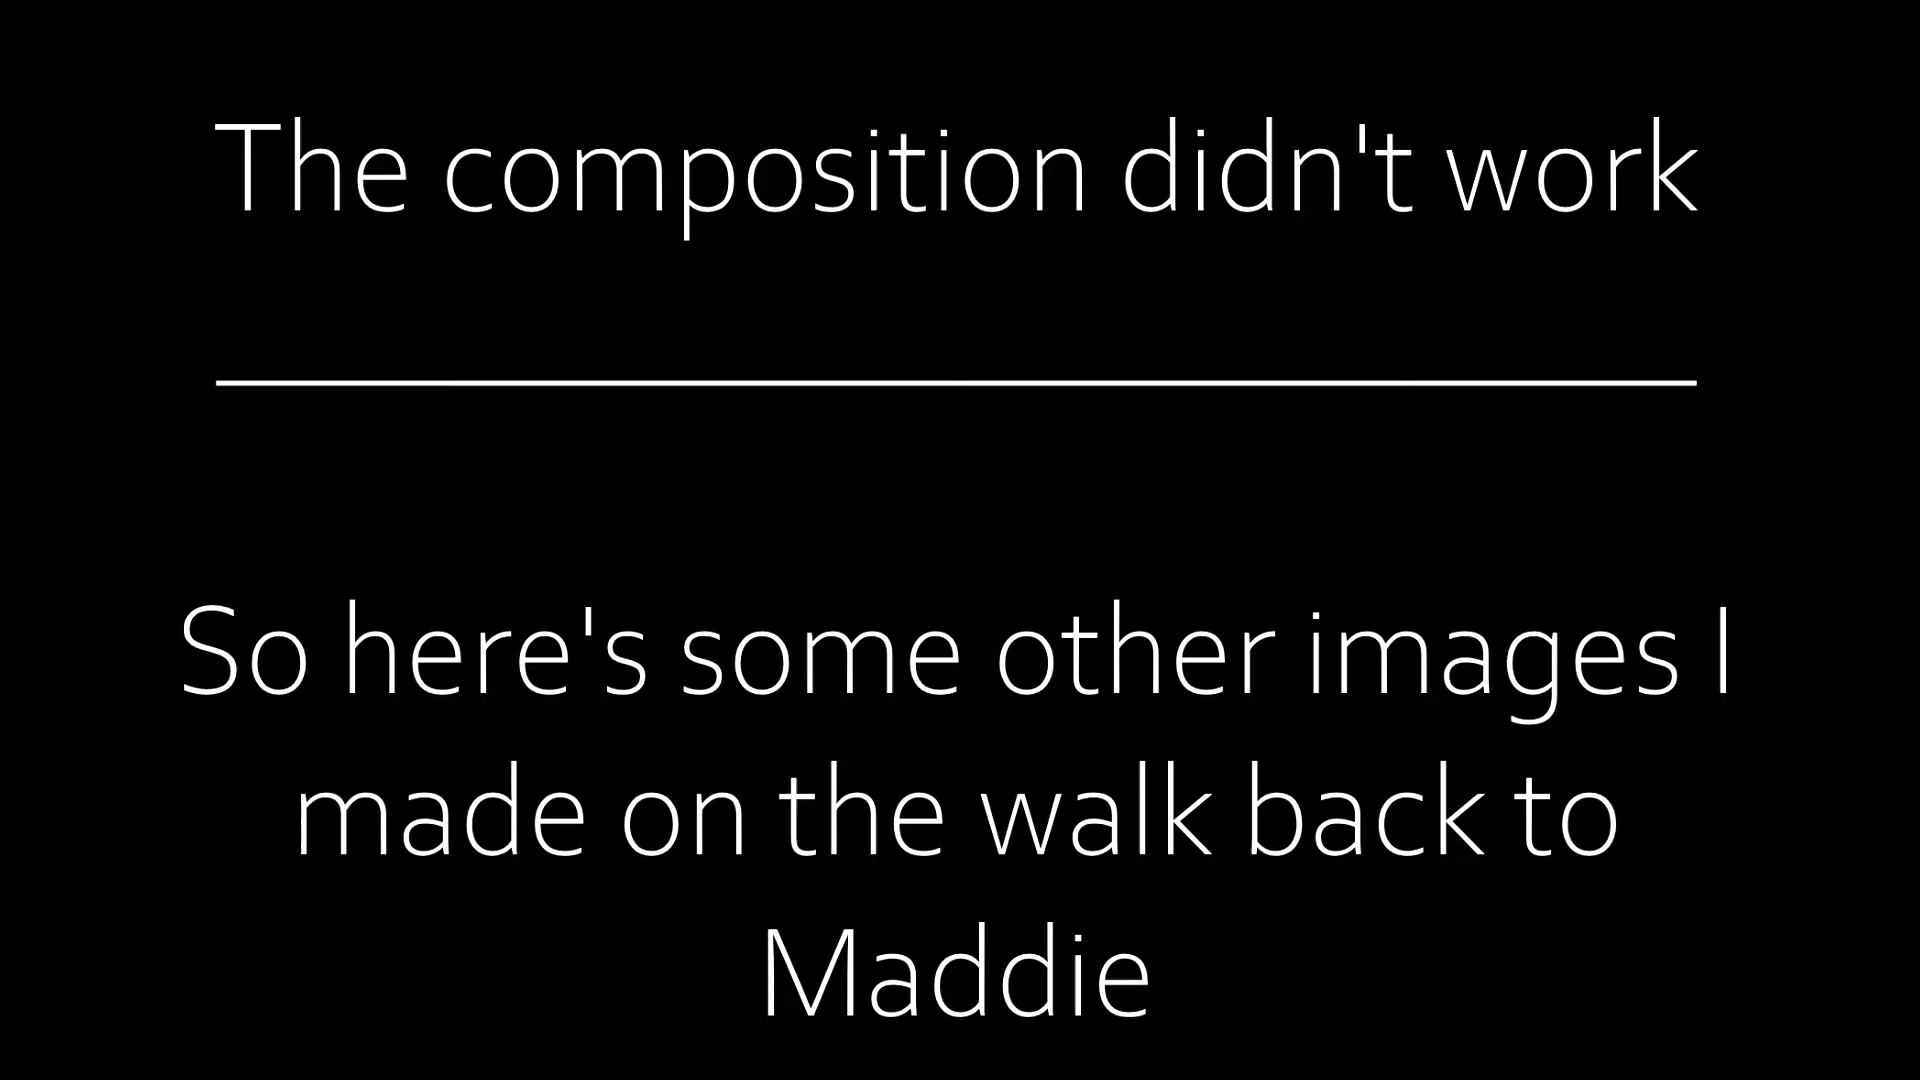 The composition didn't work
So here's some other images I
made on the walk back to
Maddie